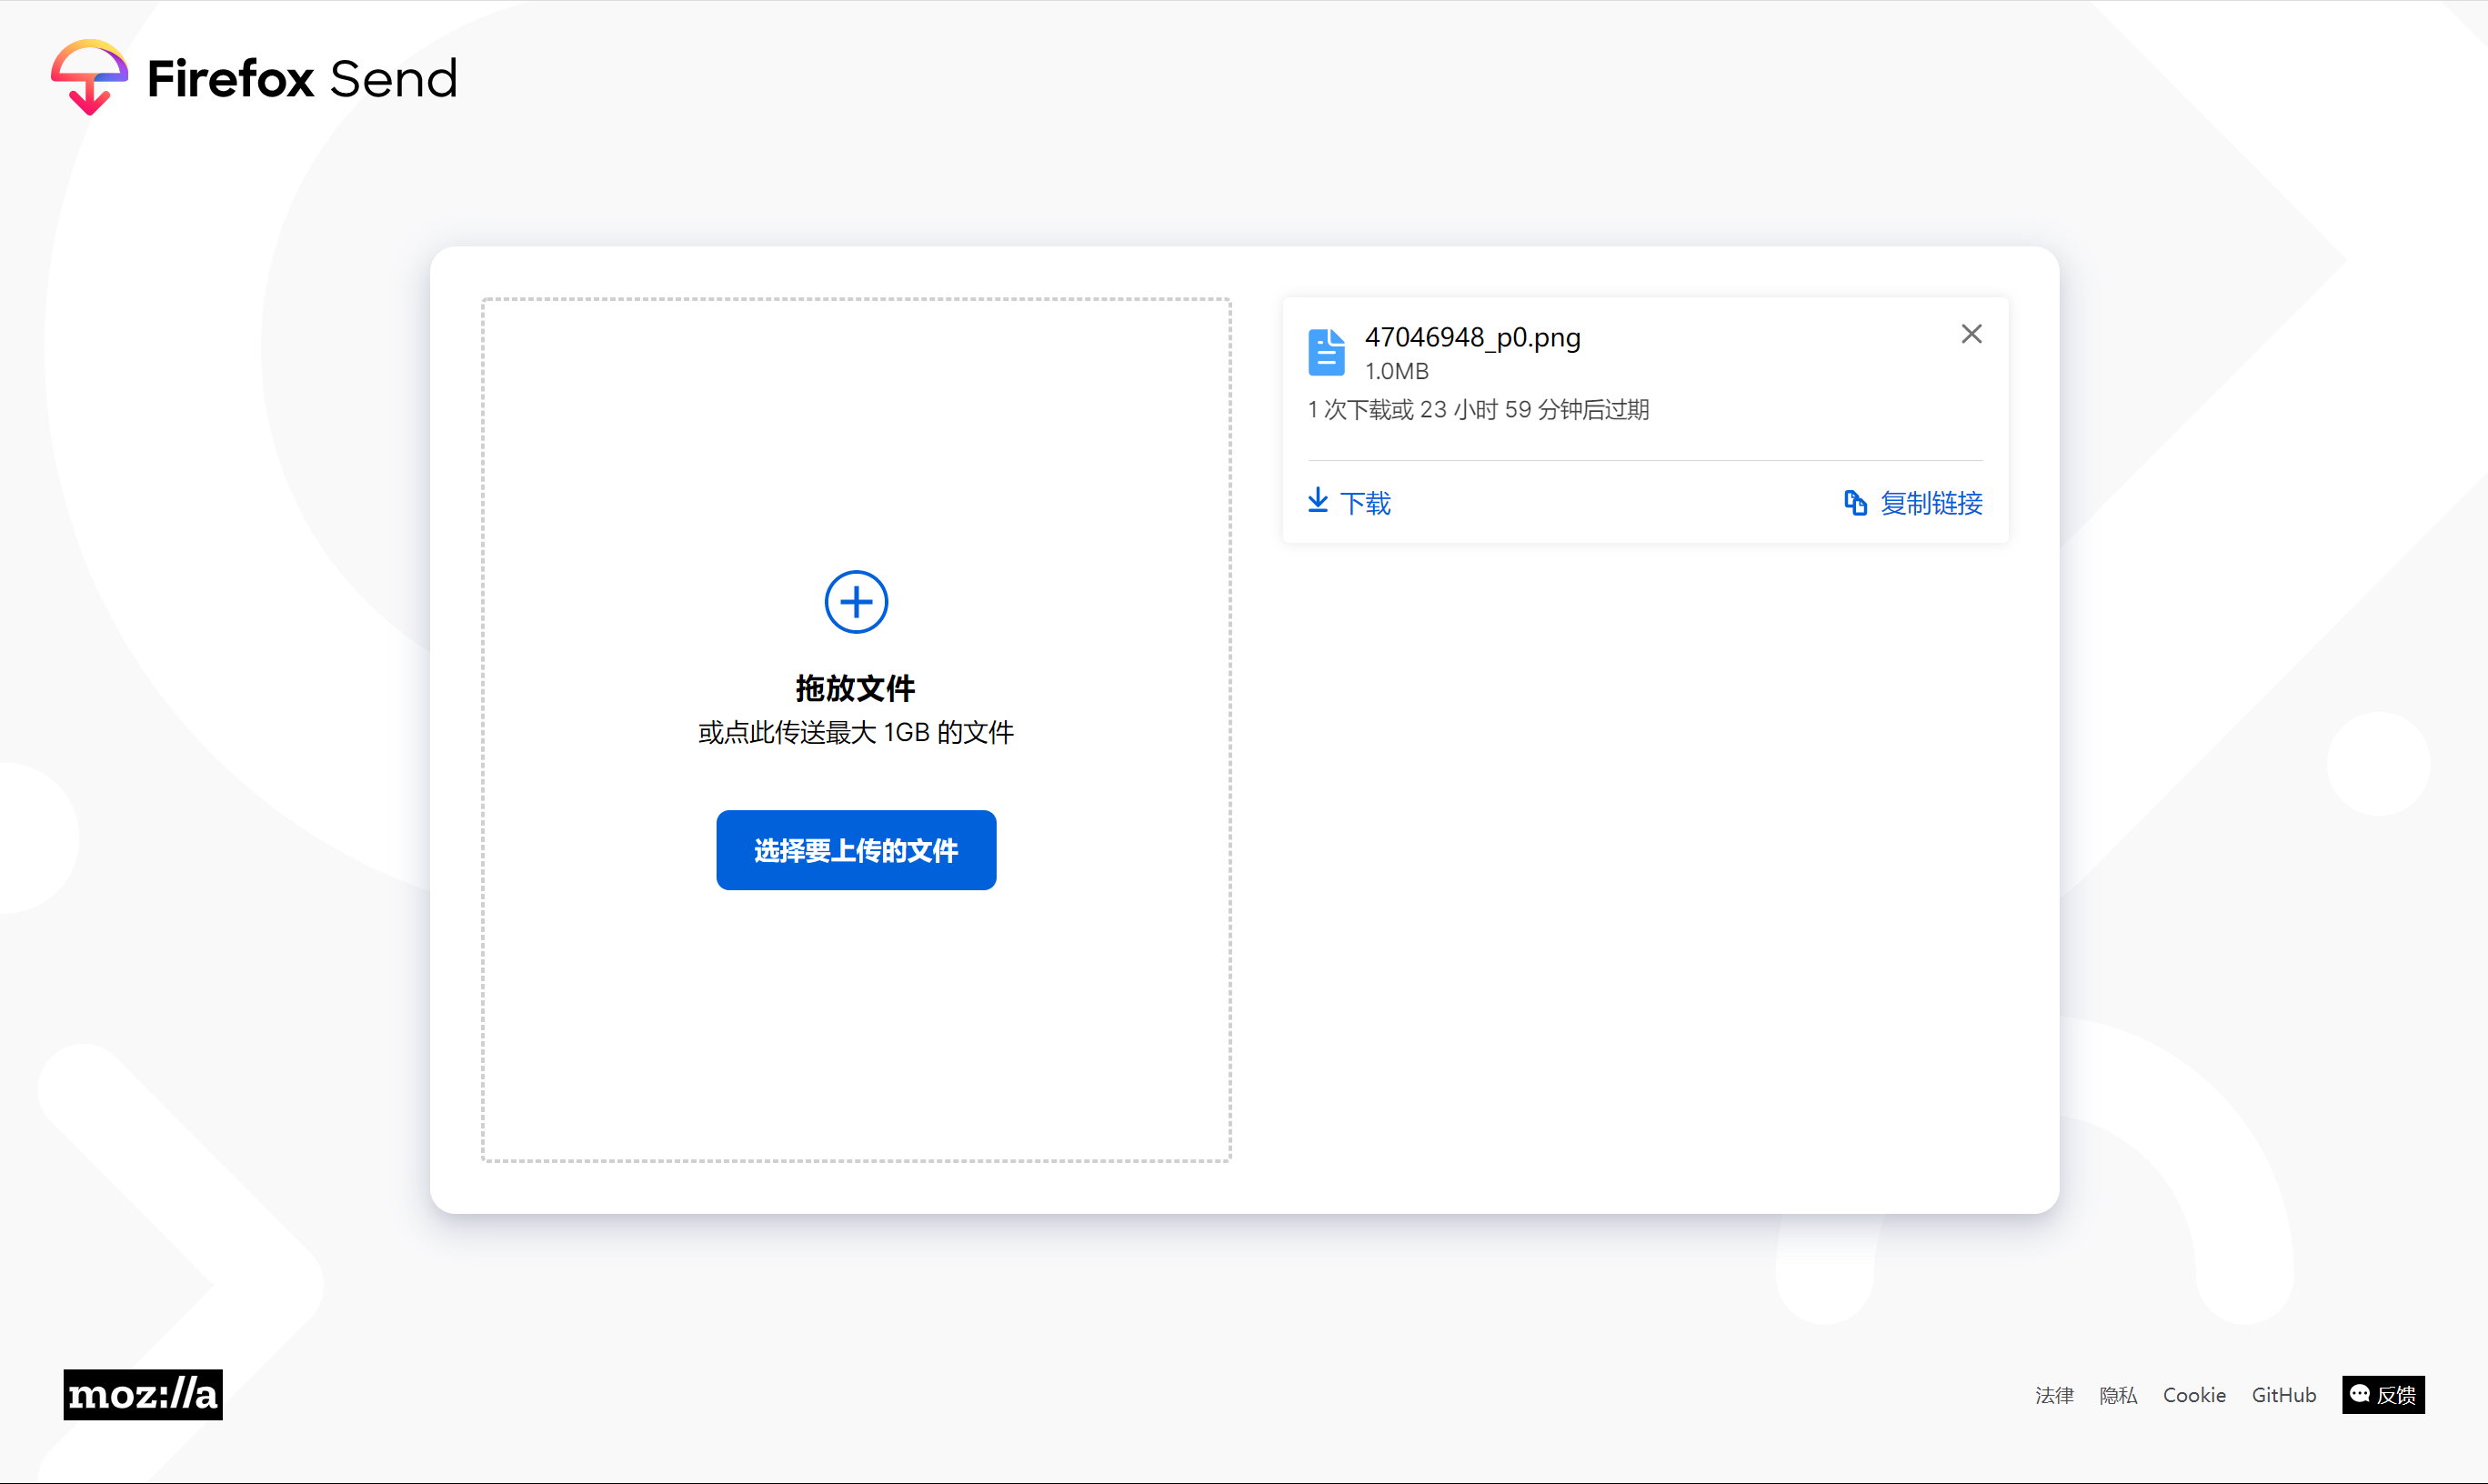 Firefox Send
拖放文件
或点此传送最大 1GB 的文件
选择要上传的文件
47046948_p0.png
1.0MB
1 次下载或 23 小时 59 分钟后过期
下载
复制链接
moz://a
法律 隐私 Cookie GitHub 反馈